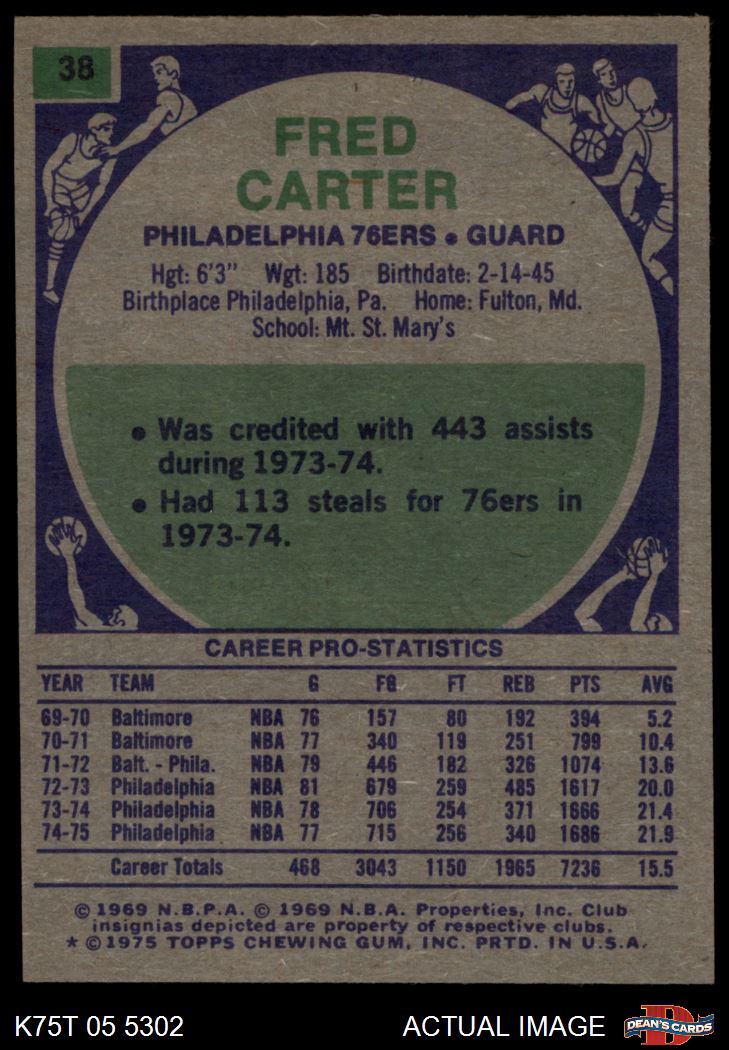 38
FRED
CARTER
PHILADELPHIA 76ERS • GUARD
Hgt: 6'3" Wgt: 185 Birthdate: 2-14-45
Birthplace Philadelphia, Pa. Home: Fulton, Md.
School: Mt. St. Mary's
• Was credited with 443 assists
during 1973-74.
• Had 113 steals for 76ers in
1973-74.
CAREER PRO-STATISTICS
YEAR TEAM G FG FT REB PTS AVG
69-70 Baltimore NBA 76 157 80 192 394 5.2
70-71 Baltimore NBA 77 340 119 251 799 10.4
71-72 Balt. - Phila. NBA 79 446 182 326 1074 13.6
72-73 Philadelphia NBA 81 679 259 485 1617 20.0
73-74 Philadelphia NBA 78 706 254 371 1666 21.4
74-75 Philadelphia NBA 77 715 256 340 1686 21.9
Career Totals 468 3043 1150 1965 7236 15.5
© 1969 N.B.P.A. © 1969 N.B.A. Properties, Inc. Club
insignias depicted are property of respective clubs.
* © 1975 TOPPS CHEWING GUM, INC. PRTD. IN U.S.A.
K75T 05 5302 ACTUAL IMAGE
D
DEAN'S CARDS